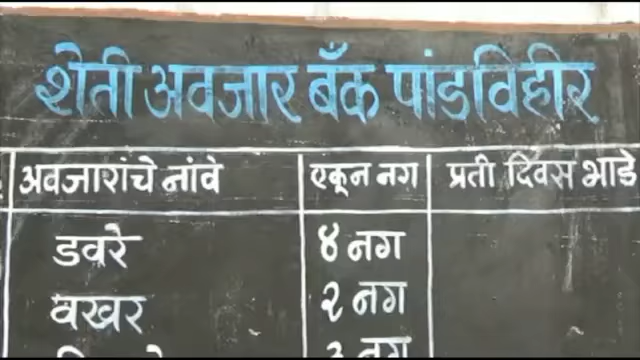 शेती अवजार बँक पांडविहीर
अवजारांचे नांवे एकून नग प्रती दिवस भाडे
डवरे ४ नग
वखर २ नग